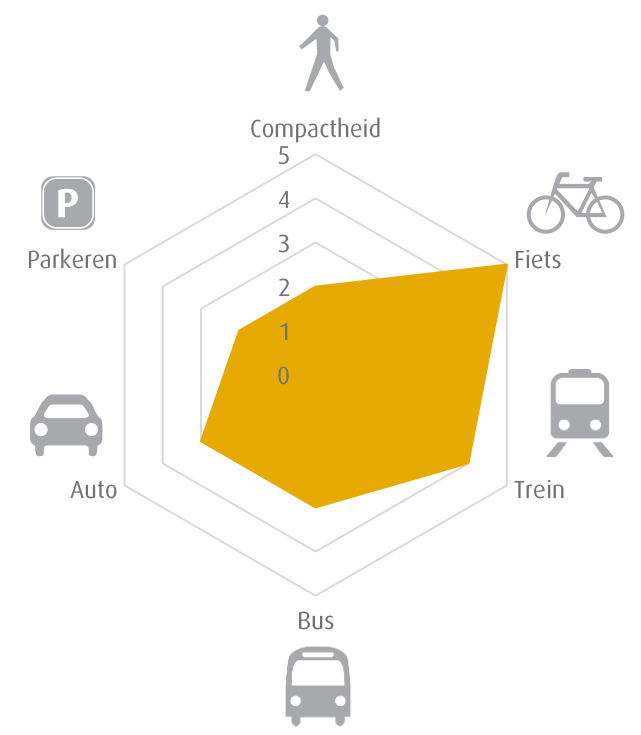 Compactheid
5
P
4
3
Parkeren
Fiets
2
1
0
Auto
Trein
Bus